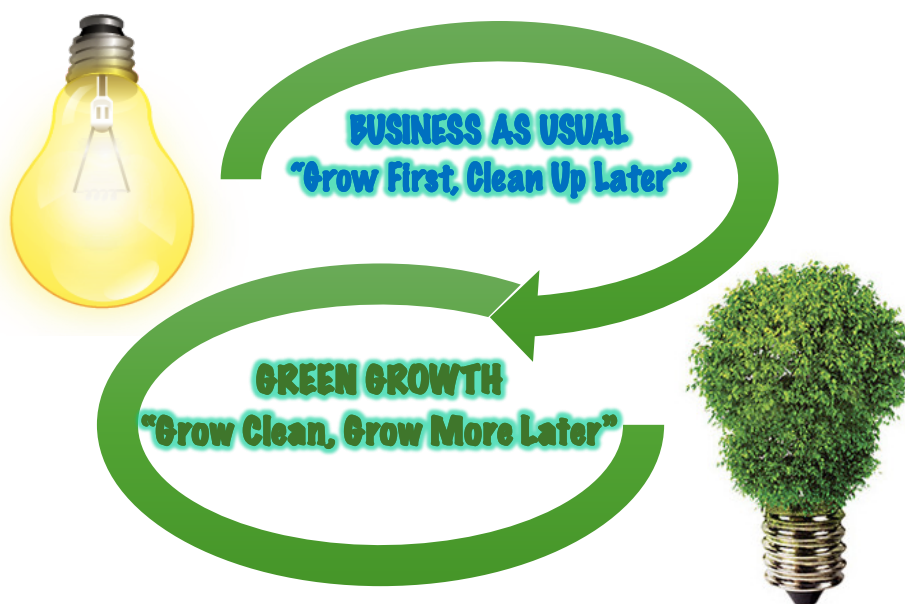 BUSINESS AS USUAL
“Grow First, Clean Up Later”
GREEN GROWTH
“Grow Clean, Grow More Later”